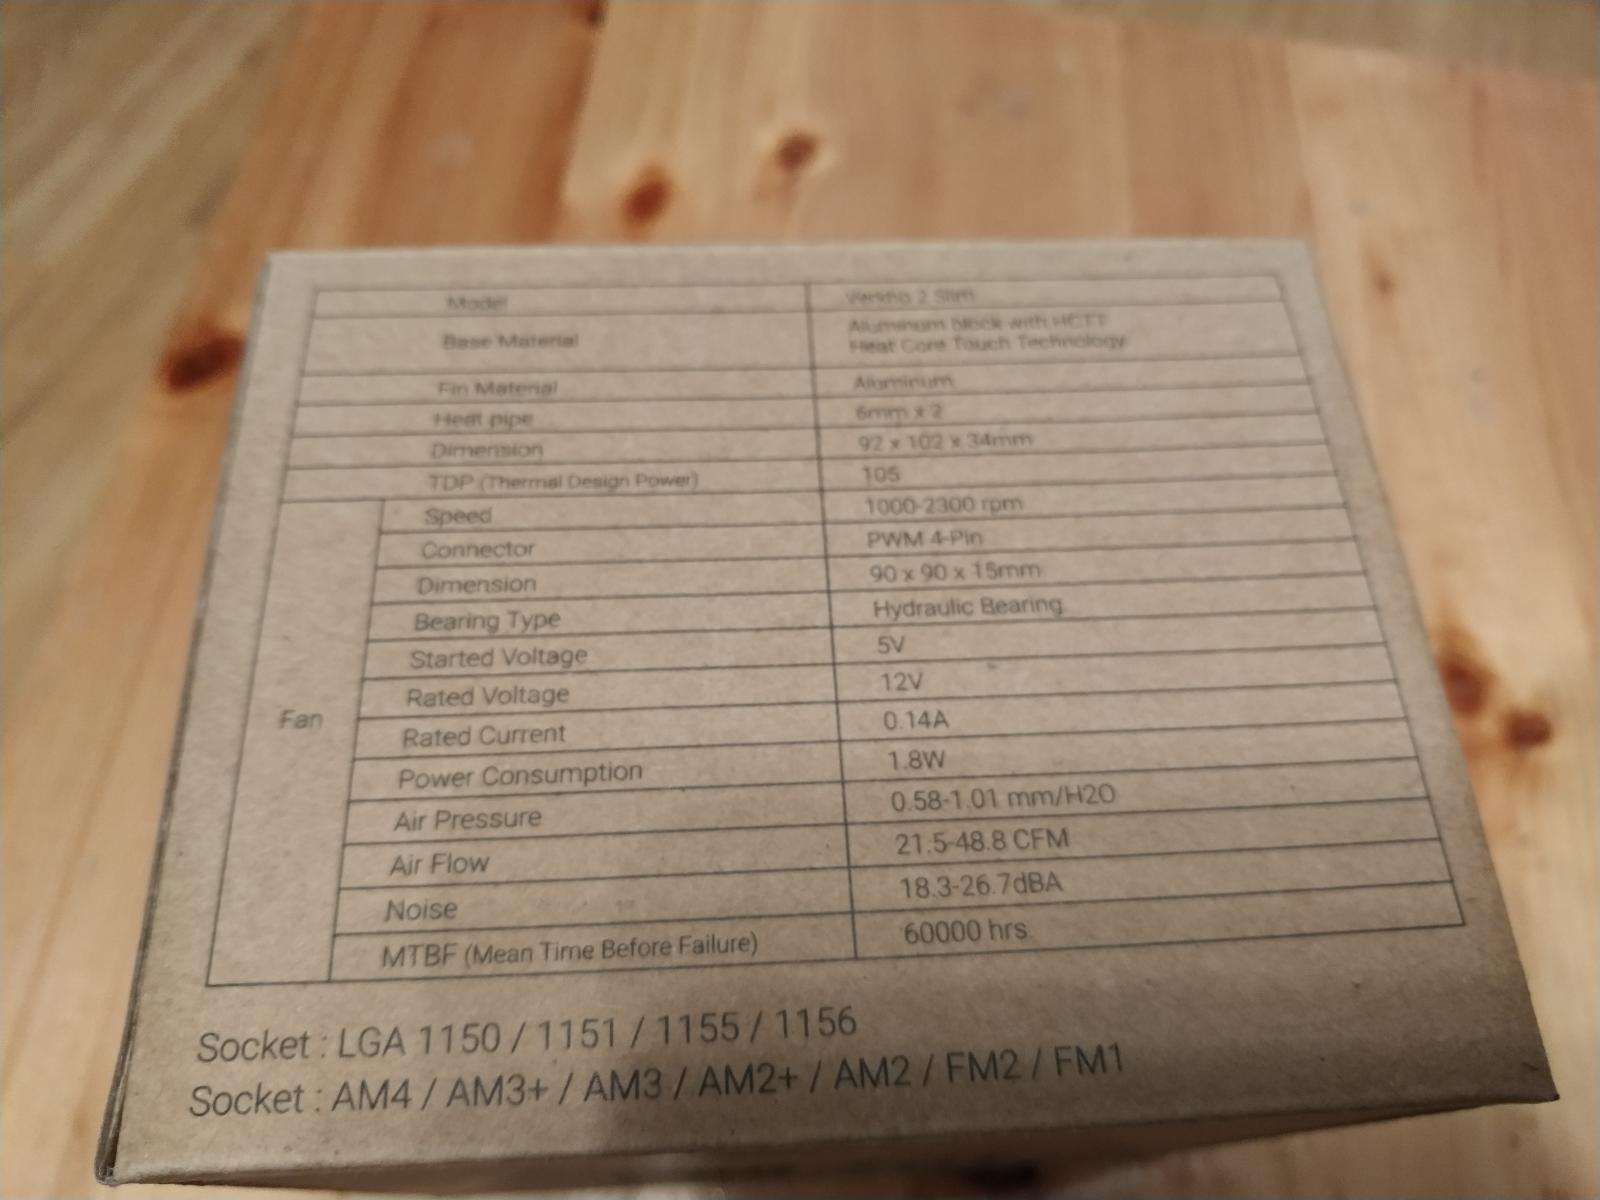 Model Verkho 2 Slim
Base Material Aluminum block with HCTT
Heat Core Touch Technology
Fin Material Aluminum
Heat pipe 6mm x 2
Dimension 92 x 102 x 34mm
TDP (Thermal Design Power) 105
Fan
Speed 1000-2300 rpm
Connector PWM 4-Pin
Dimension 90 x 90 x 15mm
Bearing Type Hydraulic Bearing
Started Voltage 5V
Rated Voltage 12V
Rated Current 0.14A
Power Consumption 1.8W
Air Pressure 0.58-1.01 mm/H2O
Air Flow 21.5-48.8 CFM
Noise 18.3-26.7dBA
MTBF (Mean Time Before Failure) 60000 hrs.
Socket : LGA 1150 / 1151 / 1155 / 1156
Socket : AM4 / AM3+ / AM3 / AM2+ / AM2 / FM2 / FM1